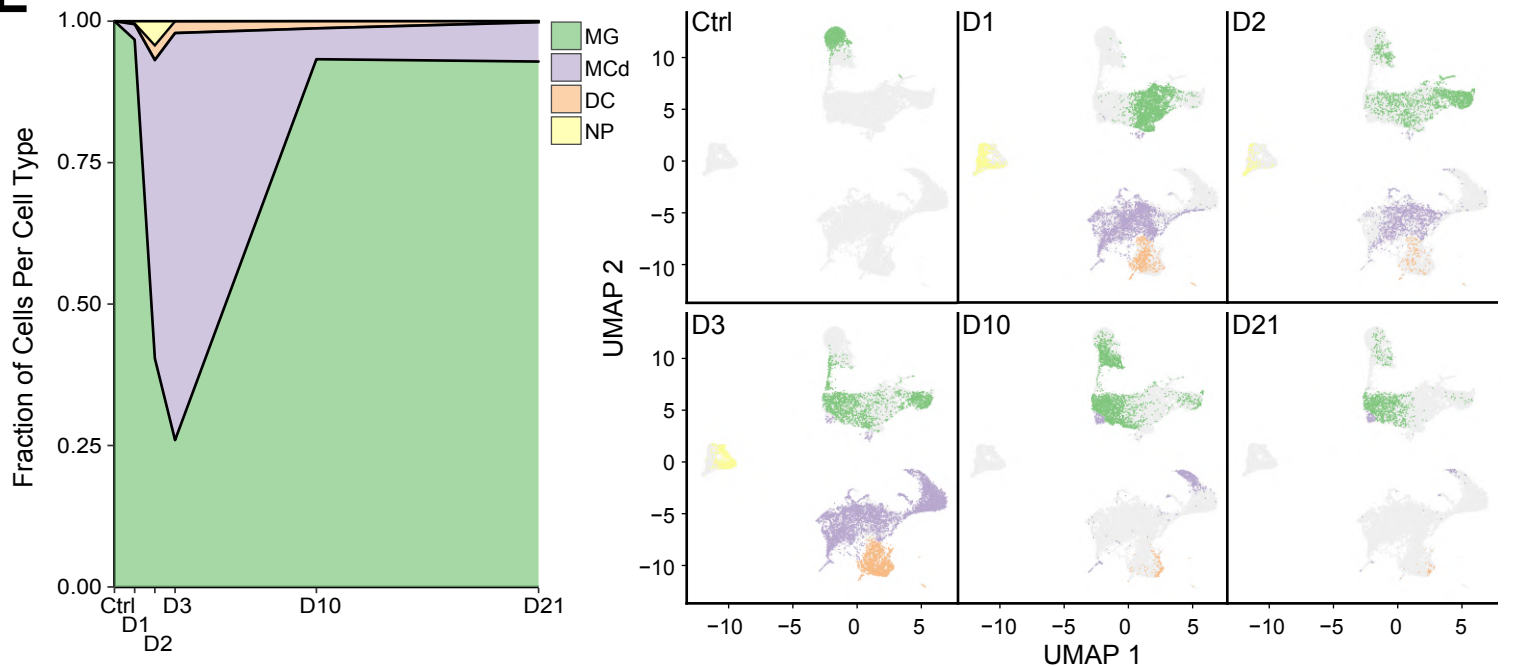 E
1.00
0.75
0.50
0.25
0.00
Fraction of Cells Per Cell Type
Ctrl
D1
D2
D3
D10
D21
MG
MCd
DC
NP
Ctrl
D1
D2
10
5
0
−5
−10
UMAP 2
D3
D10
D21
10
5
0
−5
−10
−10 −5 0 5
−10 −5 0 5
−10 −5 0 5
UMAP 1